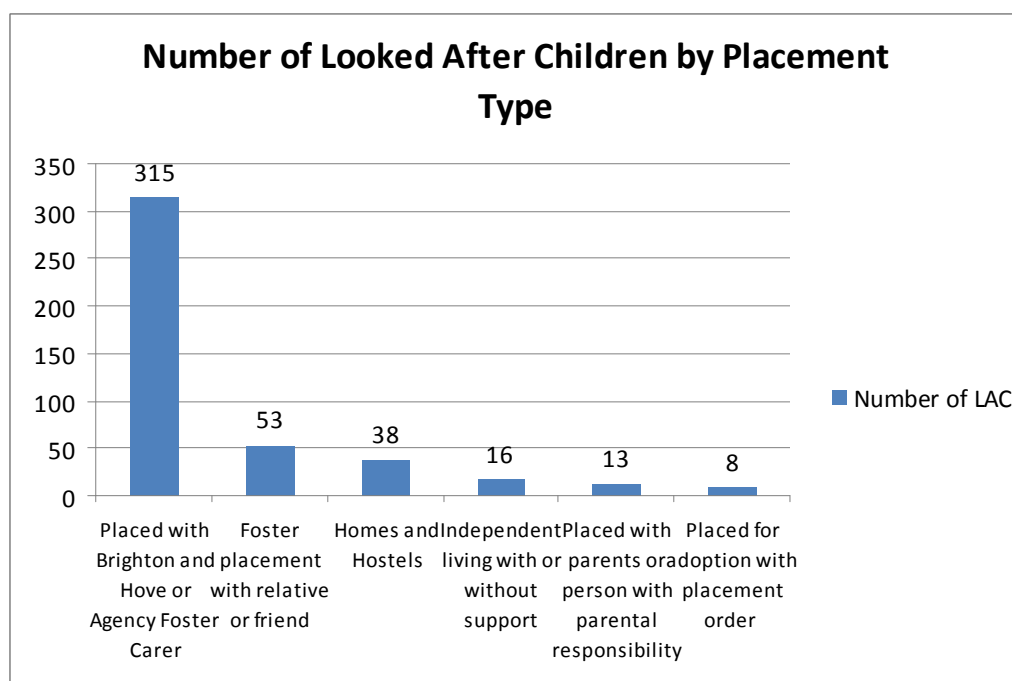 Number of Looked After Children by Placement
Type
350
300
250
200
150
100
50
0
315
53
38
16
13
8
Placed with
Brighton and
Hove or
Agency Foster
Carer
Foster
placement
with relative
or friend
Homes and
Hostels
Independent
living with or
without
support
Placed with
parents or a
person with
parental
responsibility
Placed for
adoption with
placement
order
Number of LAC